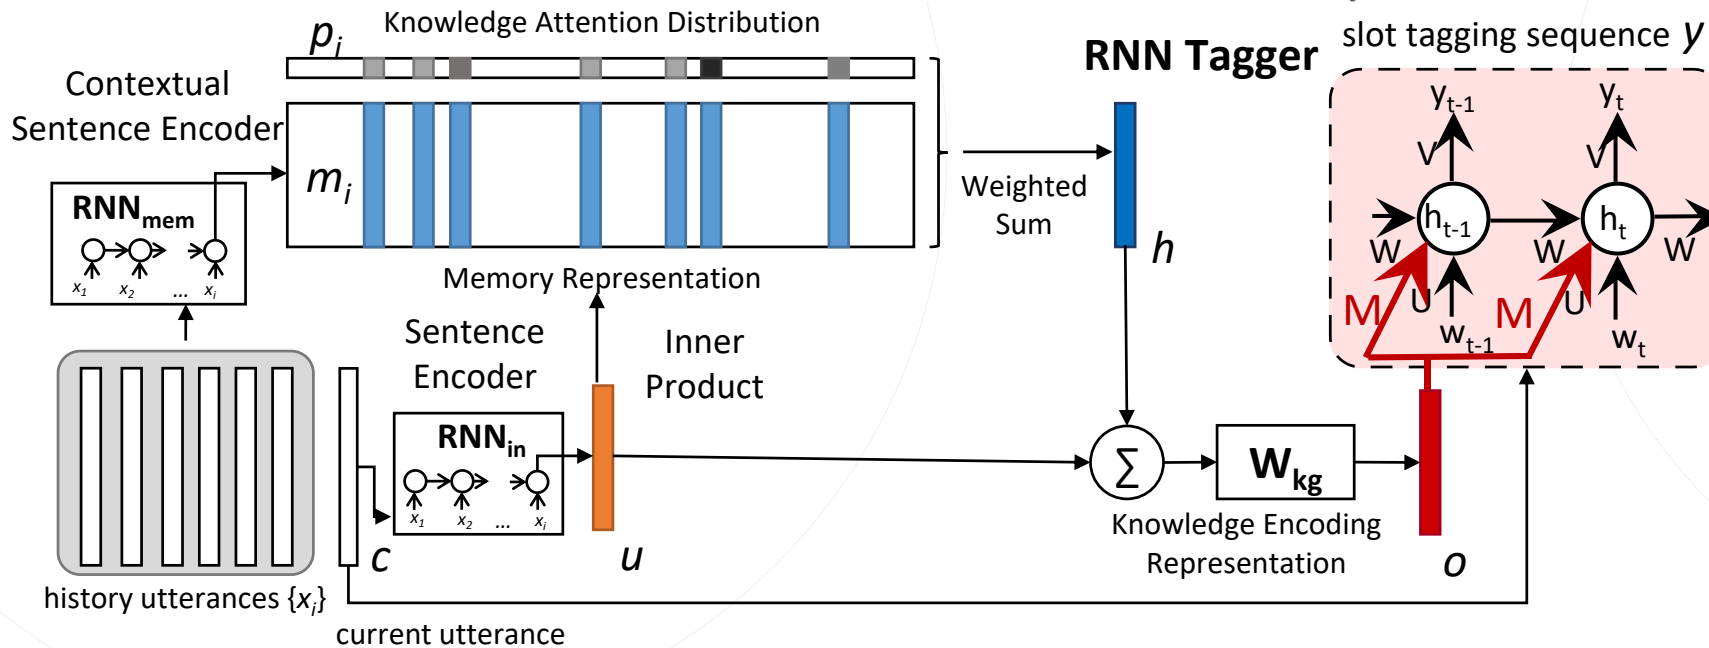 Knowledge Attention Distribution
p_i
RNN Tagger
slot tagging sequence y
Contextual
Sentence Encoder
m_i
RNN_mem
x_1 x_2 ... x_i
Memory Representation
Weighted
Sum
h
y_t-1 y_t
V V
h_t-1 h_t
W W W
M U M U
w_t-1 w_t
Sentence
Encoder
Inner
Product
RNN_in
x_1 x_2 ... x_i
∑
W_kg
Knowledge Encoding
Representation
c
u
o
history utterances {x_i}
current utterance